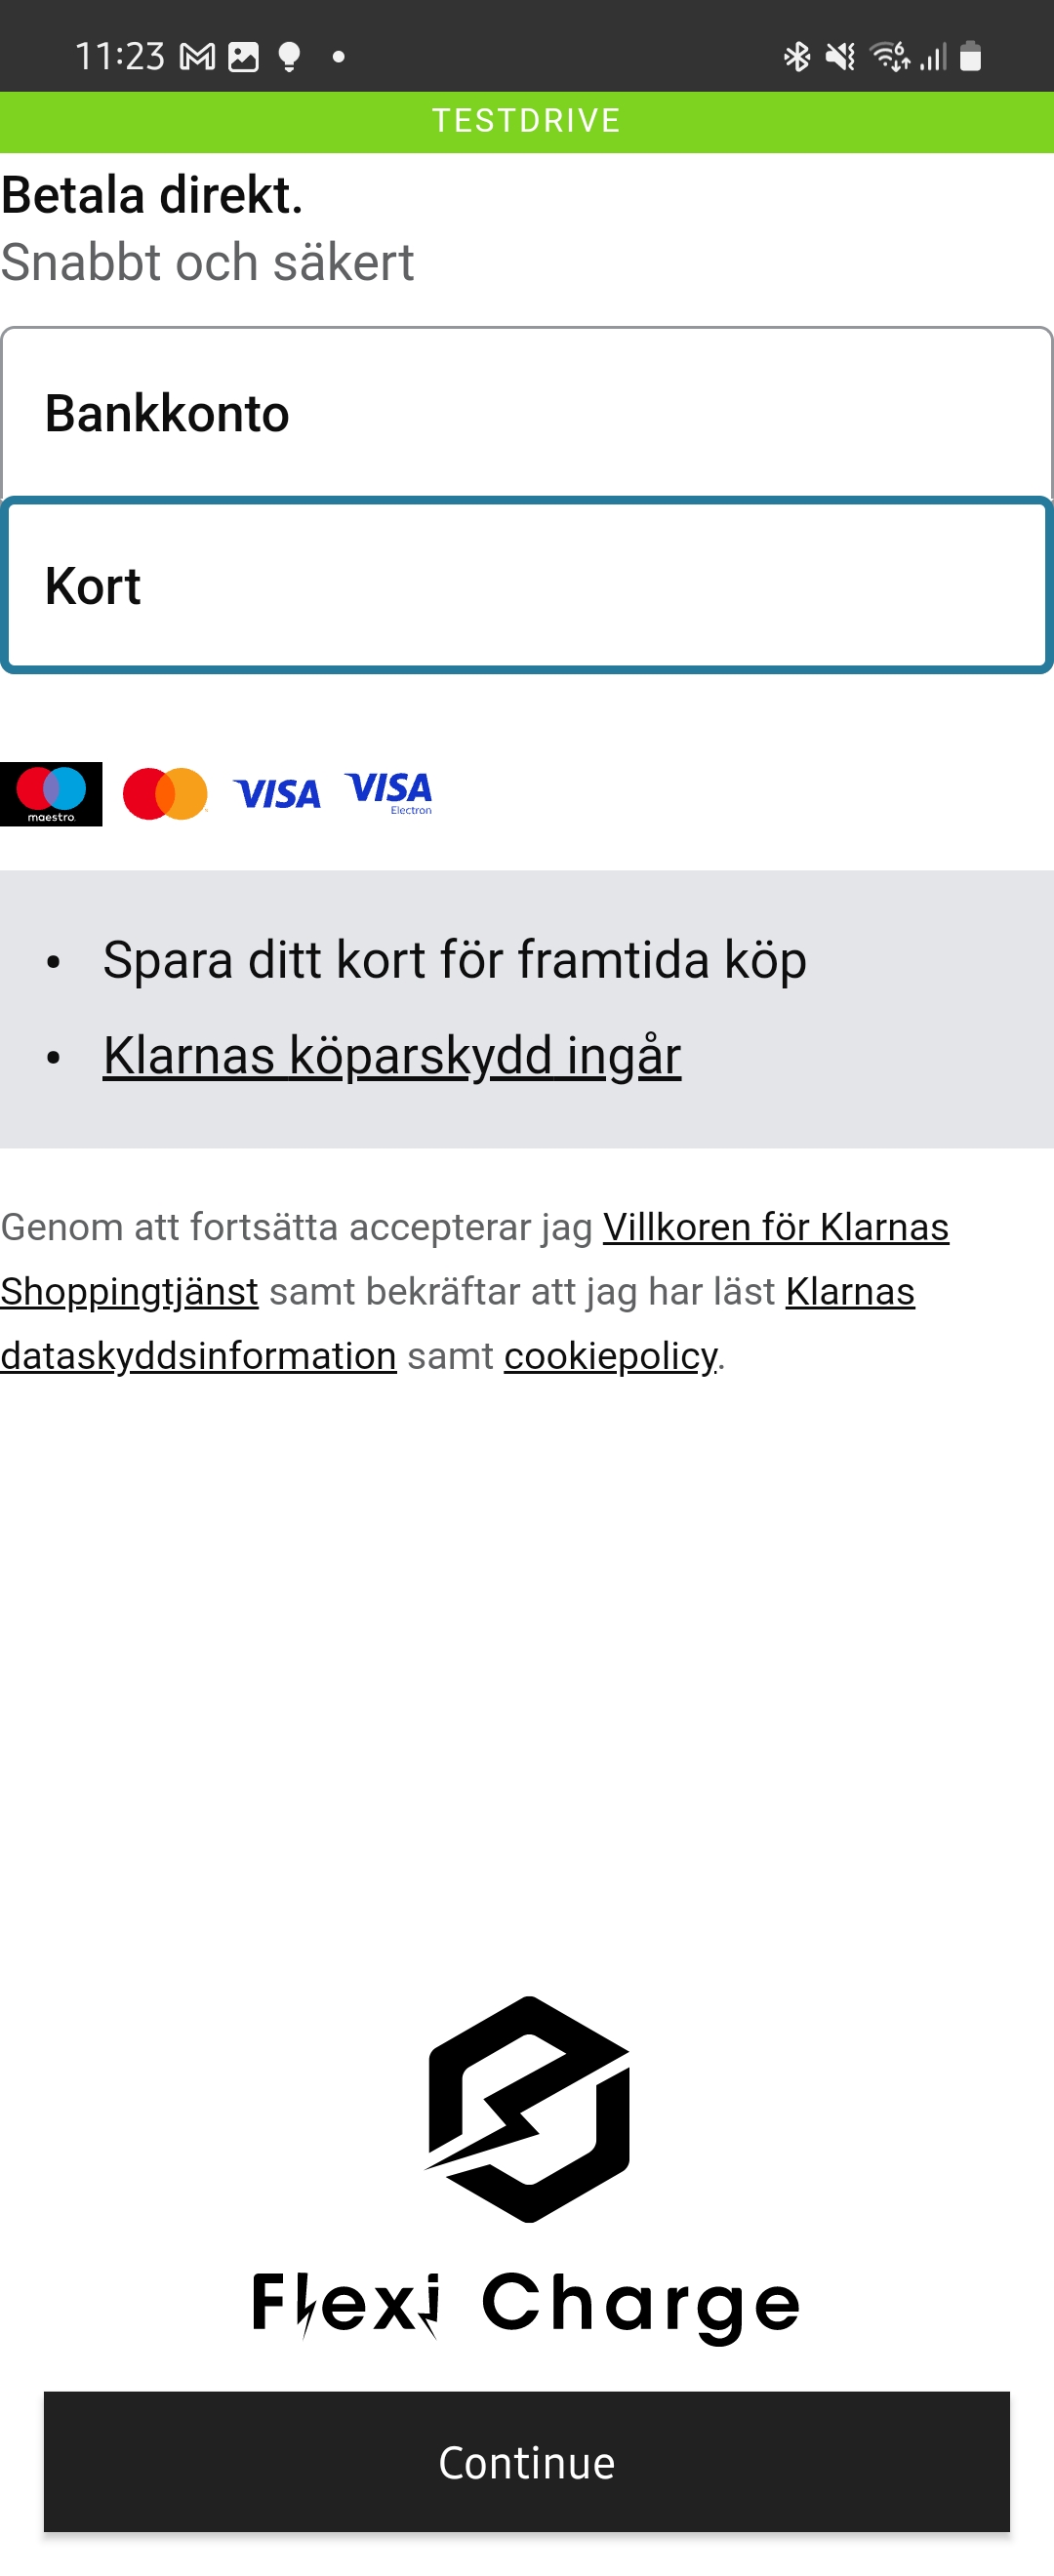 11:23
TESTDRIVE
Betala direkt.
Snabbt och säkert
Bankkonto
Kort
maestro
VISA
VISA
Electron
• Spara ditt kort för framtida köp
• Klarnas köparskydd ingår
Genom att fortsätta accepterar jag Villkoren för Klarnas
Shoppingtjänst samt bekräftar att jag har läst Klarnas
dataskyddsinformation samt cookiepolicy.
Flexi Charge
Continue